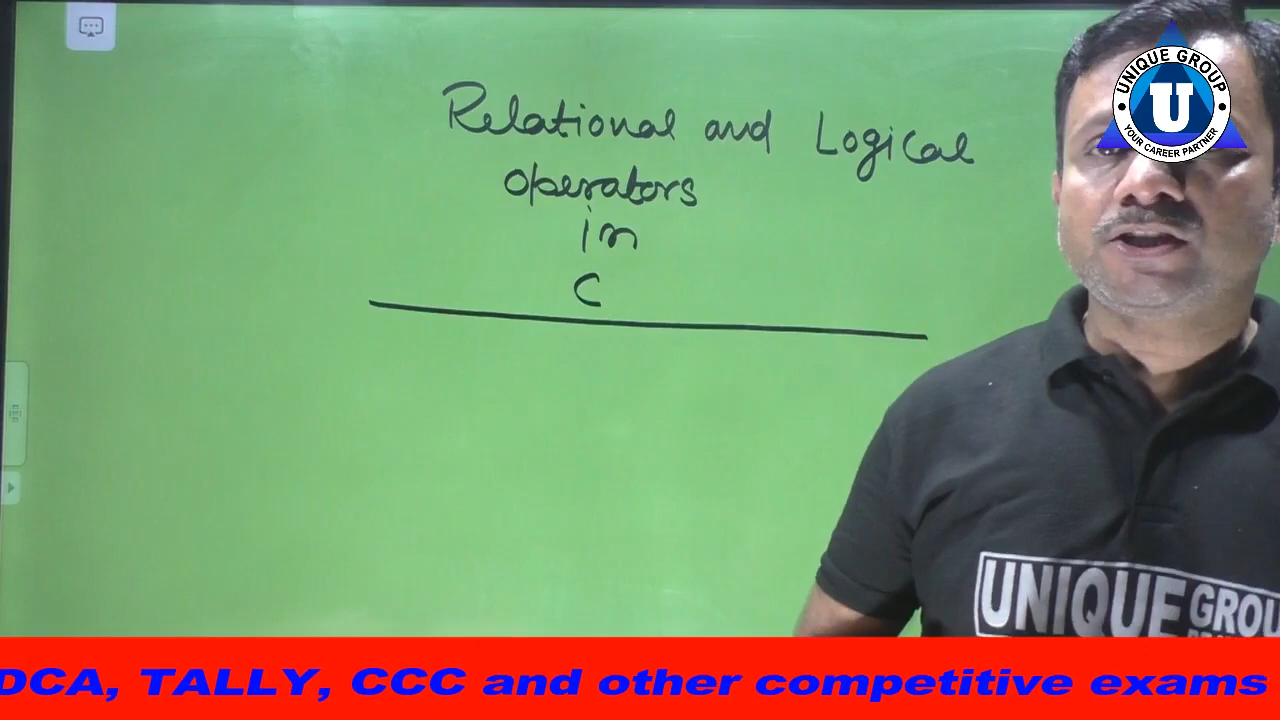 Relational and Logical
operators
in
C
UNIQUE GROUP
U
YOUR CAREER PARTNER
UNIQUE GROU
DCA, TALLY, CCC and other competitive exams